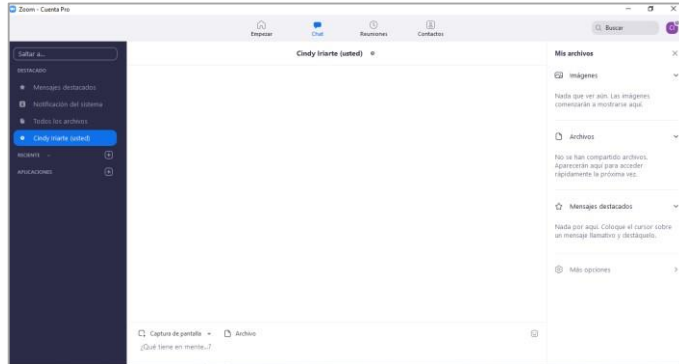 Zoom - Cuenta Pro
Empezar
Chat
Reuniones
Contactos
Buscar
Saltar a...
DESTACADO
Mensajes destacados
Notificación del sistema
Todos los archivos
Cindy Iriarte (usted)
RECIENTE
APLICACIONES
Cindy Iriarte (usted)
Captura de pantalla
Archivo
¿Qué tiene en mente...?
Mis archivos
Imágenes
Nada que ver aún. Las imágenes
comenzarán a mostrarse aquí.
Archivos
No se han compartido archivos.
Aparecerán aquí para acceder
rápidamente la próxima vez.
Mensajes destacados
Nada por aquí. Coloque el cursor sobre
un mensaje llamativo y destáquelo.
Más opciones